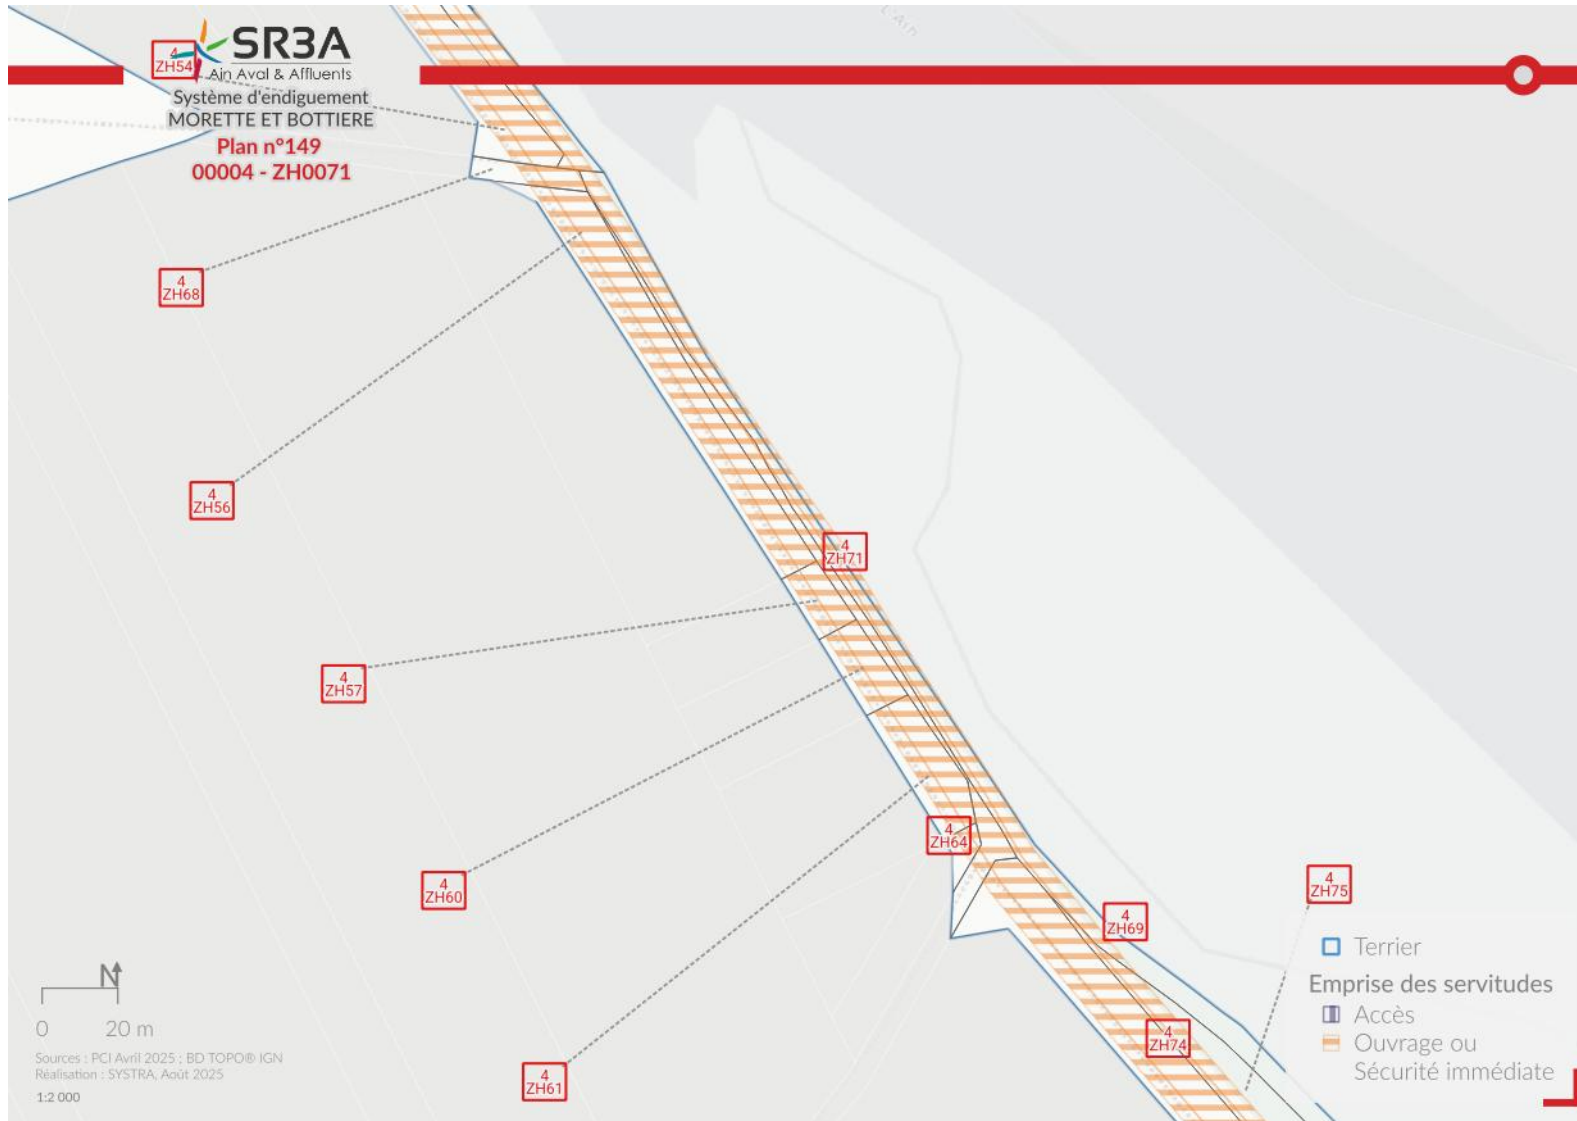 L'AIN
4
ZH54
SR3A
Ain Aval & Affluents
Système d'endiguement
MORETTE ET BOTTIERE
Plan n°149
00004 - ZH0071
4
ZH68
4
ZH56
4
ZH71
4
ZH57
4
ZH64
4
ZH60
4
ZH75
4
ZH69
4
ZH74
4
ZH61
Terrier
Emprise des servitudes
Accès
Ouvrage ou
Sécurité immédiate
N
0 20 m
Sources : PCI Avril 2025 ; BD TOPO® IGN
Réalisation : SYSTRA, Août 2025
1:2 000